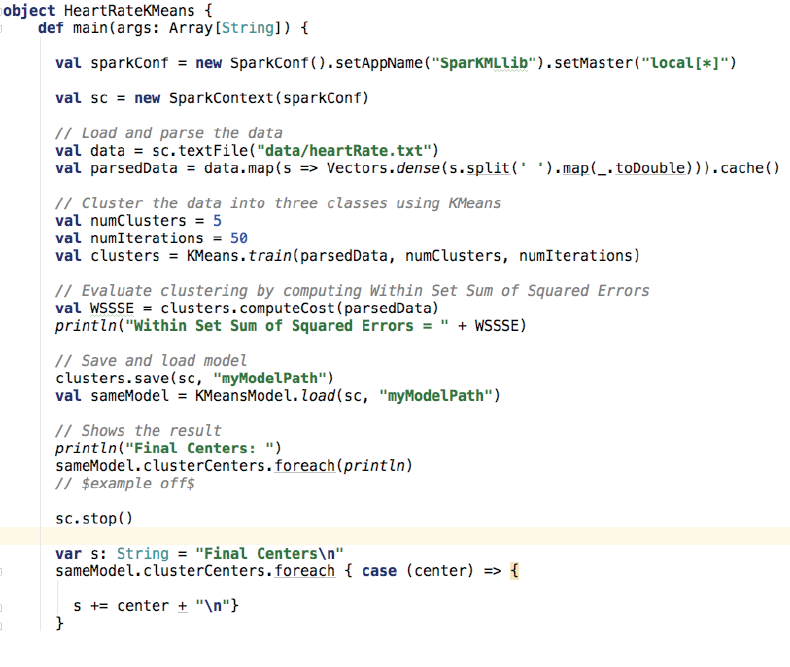 object HeartRateKMeans {
def main(args: Array[String]) {
val sparkConf = new SparkConf().setAppName("SparKMLlib").setMaster("local[*]")
val sc = new SparkContext(sparkConf)
// Load and parse the data
val data = sc.textFile("data/heartRate.txt")
val parsedData = data.map(s => Vectors.dense(s.split(' ').map(_.toDouble))).cache()
// Cluster the data into three classes using KMeans
val numClusters = 5
val numIterations = 50
val clusters = KMeans.train(parsedData, numClusters, numIterations)
// Evaluate clustering by computing Within Set Sum of Squared Errors
val WSSSE = clusters.computeCost(parsedData)
println("Within Set Sum of Squared Errors = " + WSSSE)
// Save and load model
clusters.save(sc, "myModelPath")
val sameModel = KMeansModel.load(sc, "myModelPath")
// Shows the result
println("Final Centers: ")
sameModel.clusterCenters.foreach(println)
// $example off$
sc.stop()
var s: String = "Final Centers\n"
sameModel.clusterCenters.foreach { case (center) => {
s += center + "\n"}
}